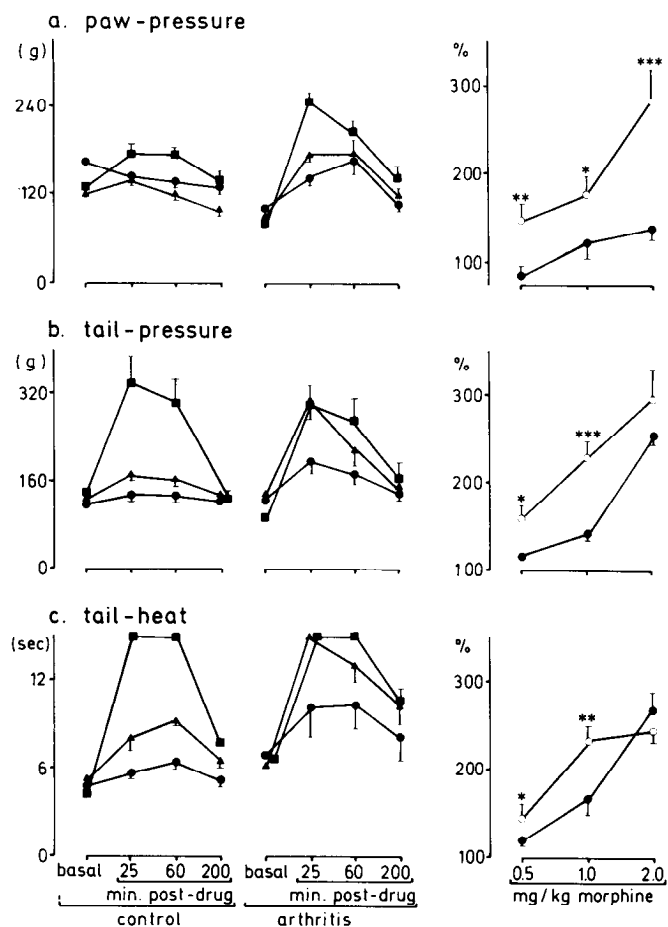 a. paw-pressure
(g)
240
120
0
%
300
200
100
**
*
***
b. tail-pressure
(g)
320
160
0
%
300
200
100
*
***
c. tail-heat
(sec)
12
6
0
%
300
200
100
*
**
basal 25 60 200
min. post-drug
control
basal 25 60 200
min. post-drug
arthritis
0.5 1.0 2.0
mg/kg morphine